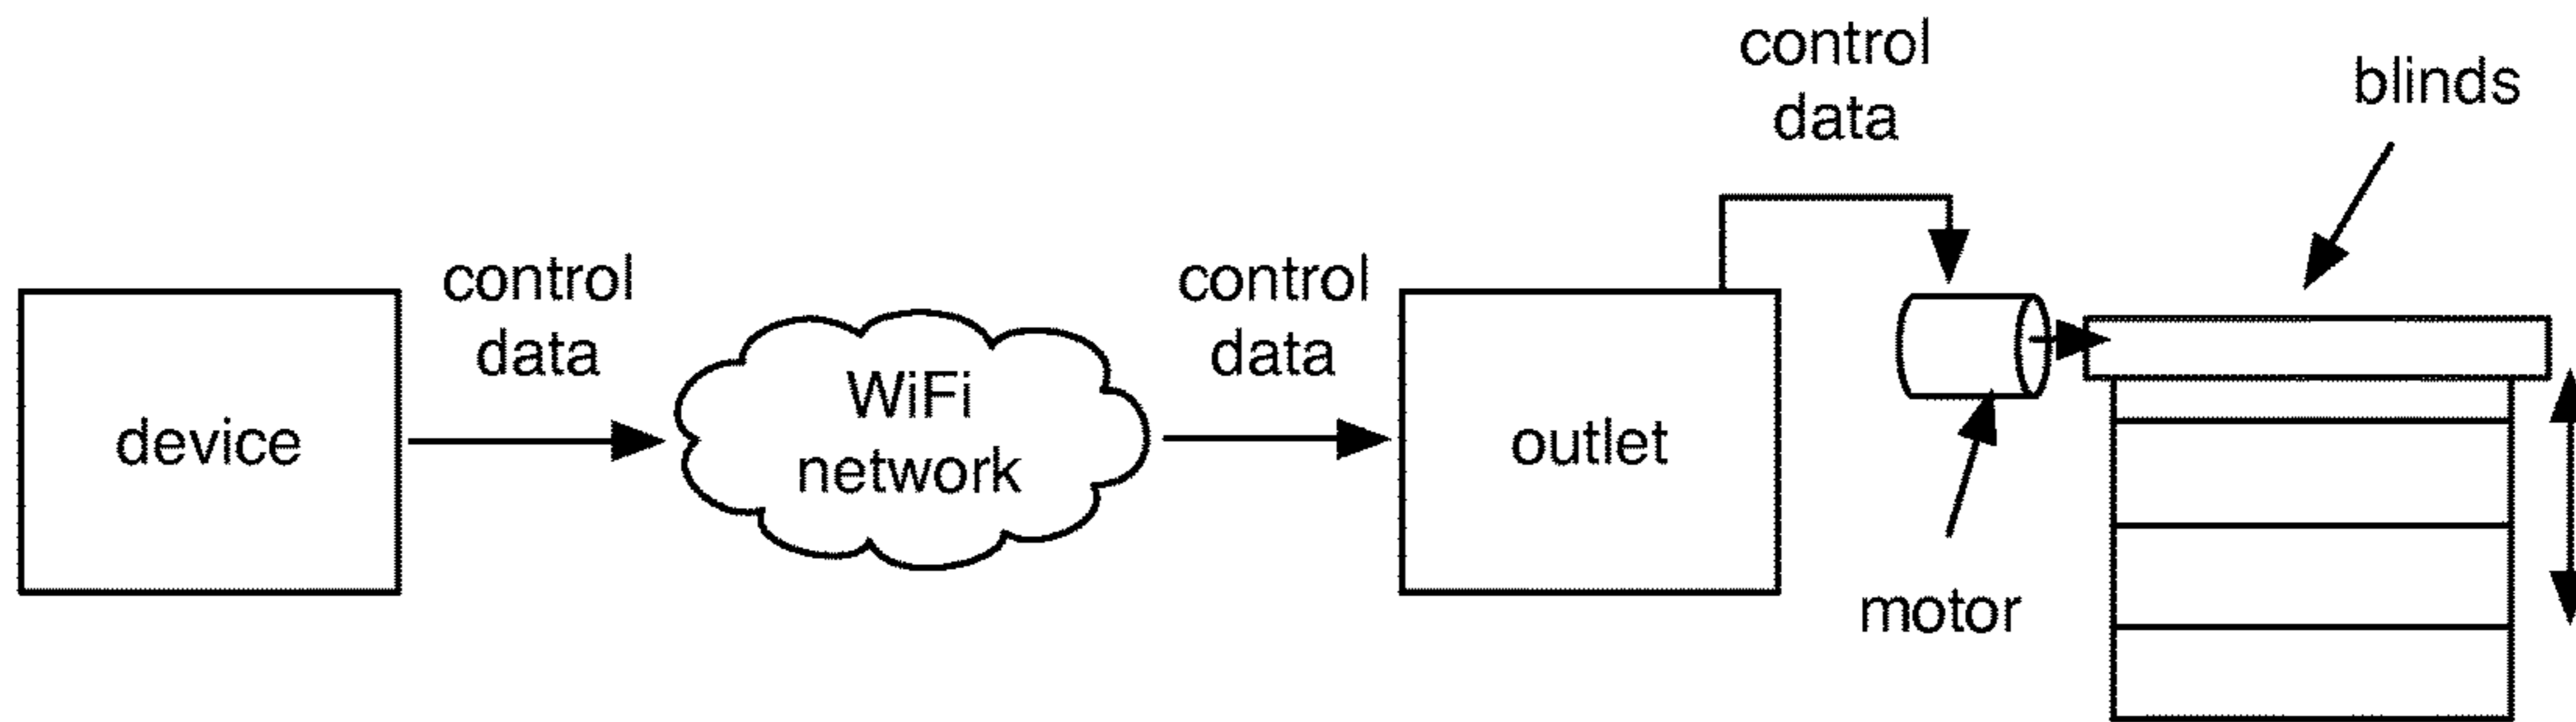 device
control
data
WiFi
network
control
data
outlet
control
data
motor
blinds